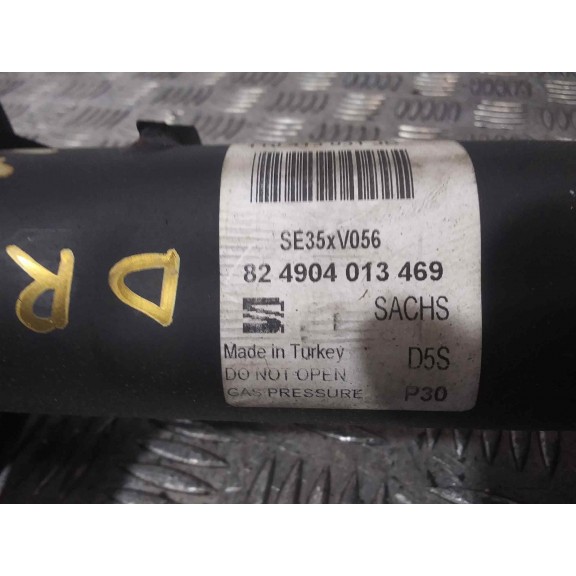 SE35xV056
82 4904 013 469
SACHS
Made in Turkey D5S
DO NOT OPEN
GAS PRESSURE P30
DR